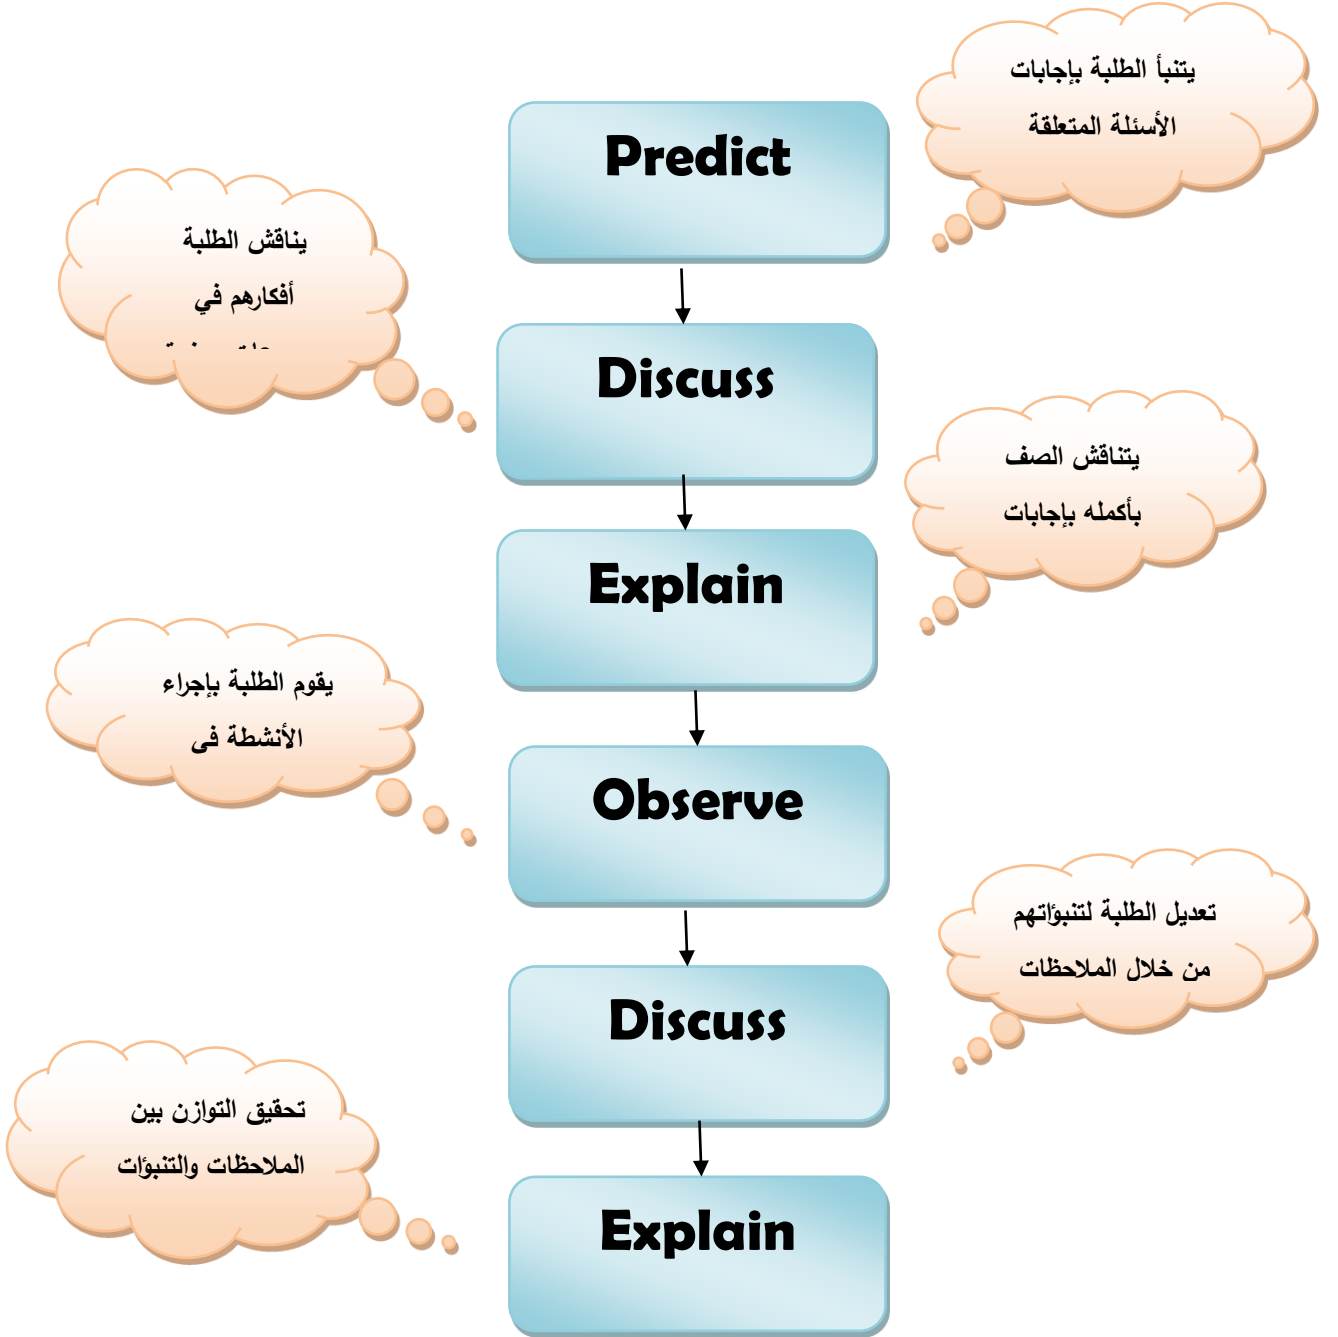 Predict
يتنبأ الطلبة بإجابات
الأسئلة المتعلقة
Discuss
يناقش الطلبة
أفكارهم في
Explain
يتناقش الصف
بأكمله بإجابات
Observe
يقوم الطلبة بإجراء
الأنشطة في
Discuss
تعديل الطلبة لتنبؤاتهم
من خلال الملاحظات
Explain
تحقيق التوازن بين
الملاحظات والتنبؤات